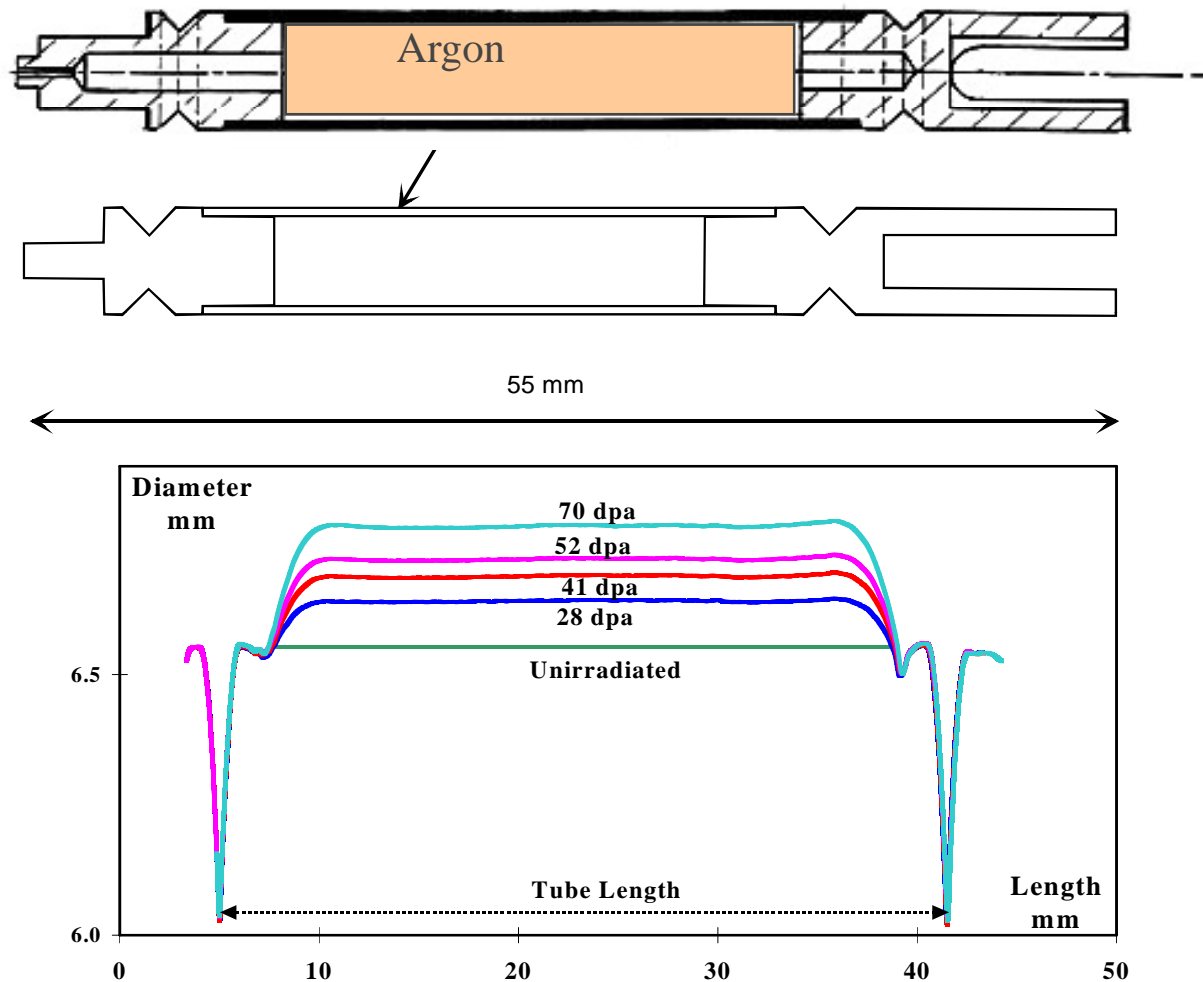 Argon
55 mm
Diameter
mm
70 dpa
52 dpa
41 dpa
28 dpa
Unirradiated
6.5
Tube Length
Length
mm
6.0
0 10 20 30 40 50